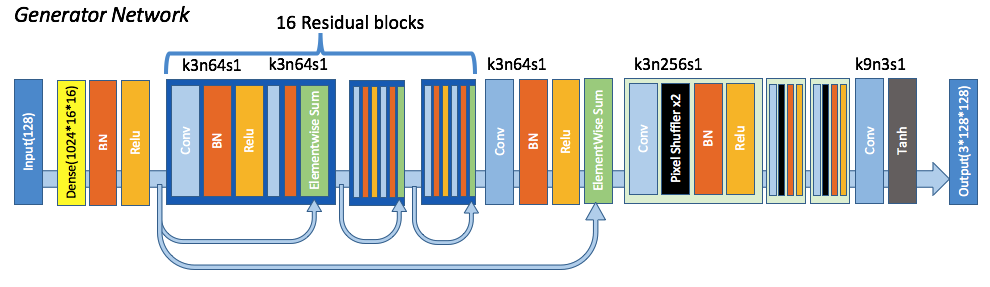 Generator Network
16 Residual blocks
k3n64s1
k3n64s1
k3n64s1
k3n256s1
k9n3s1
Input(128)
Dense(1024*16*16)
BN
Relu
Conv
BN
Relu
Elementwise Sum
Conv
BN
Relu
ElementWise Sum
Conv
Pixel Shuffler x2
BN
Relu
Conv
Tanh
Output(3*128*128)